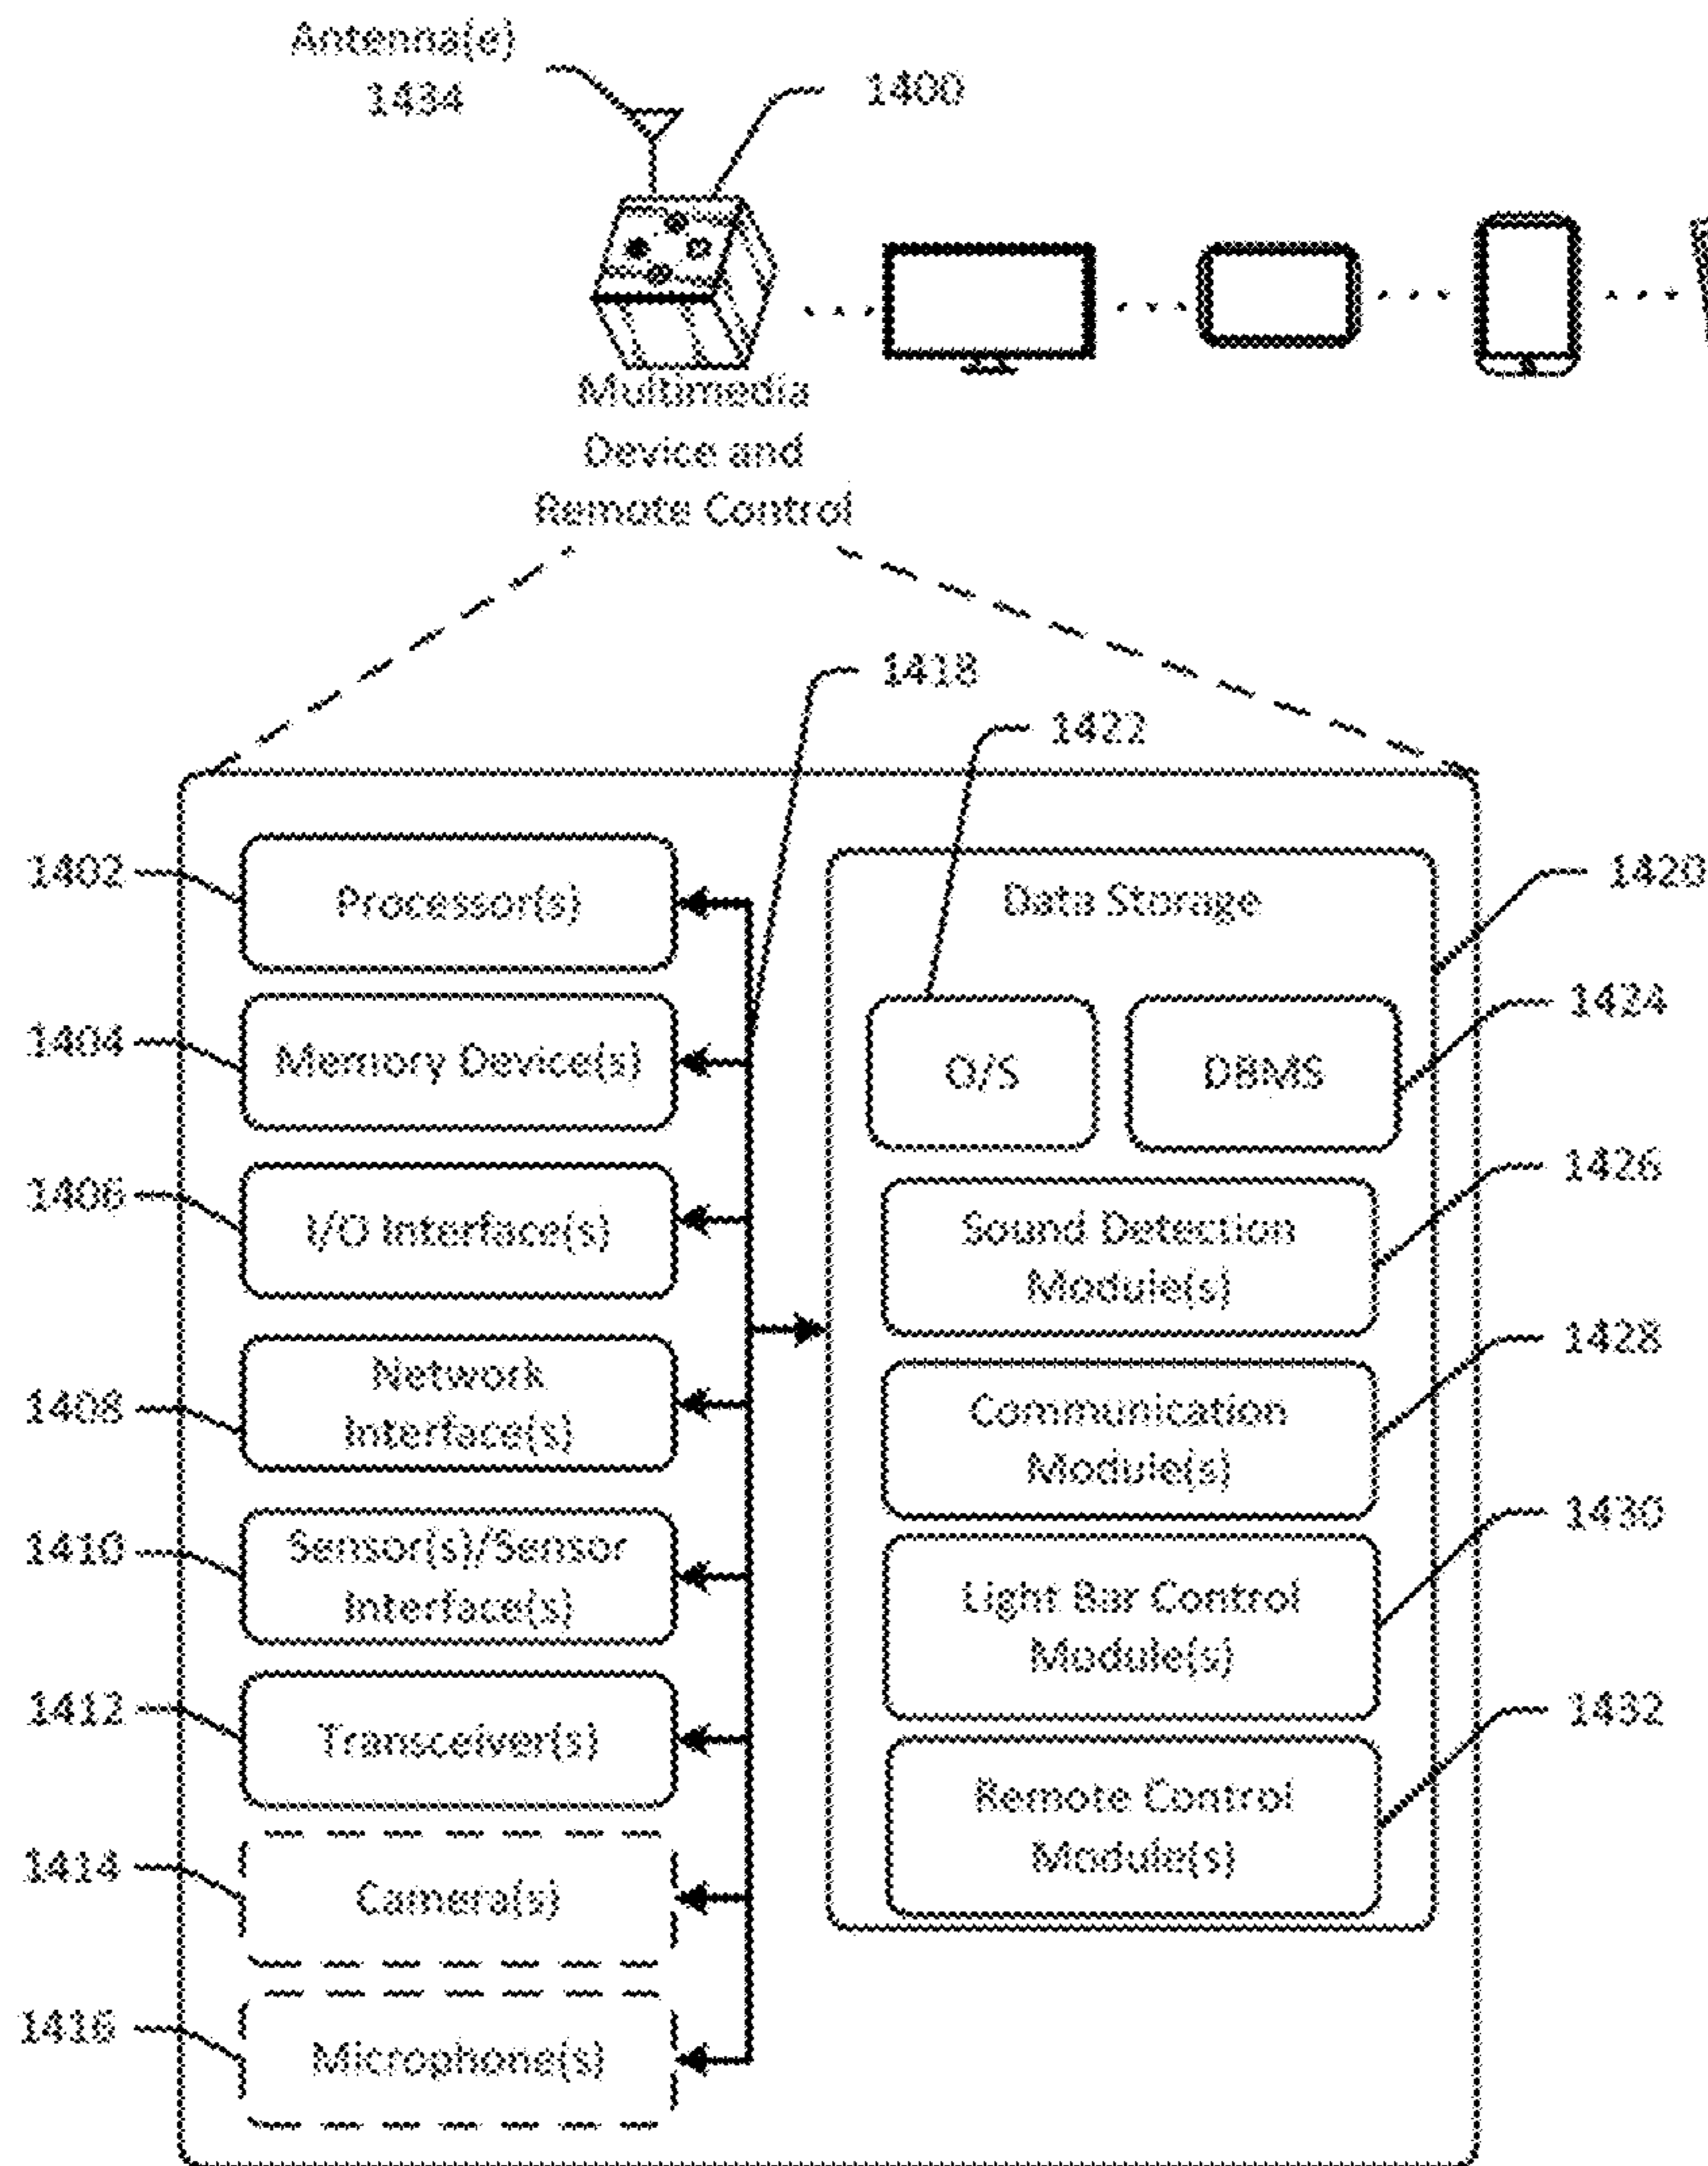 Antenna(e)
1434
1400
Multimedia
Device and
Remote Control
1418
1422
1402
Processor(s)
1404
Memory Device(s)
1406
I/O Interface(s)
1408
Network
Interface(s)
1410
Sensor(s)/Sensor
Interface(s)
1412
Transceiver(s)
1414
Camera(s)
1416
Microphone(s)
Data Storage
1420
O/S
DBMS
1424
Sound Detection
Module(s)
1426
Communication
Module(s)
1428
Light Bar Control
Module(s)
1430
Remote Control
Module(s)
1432